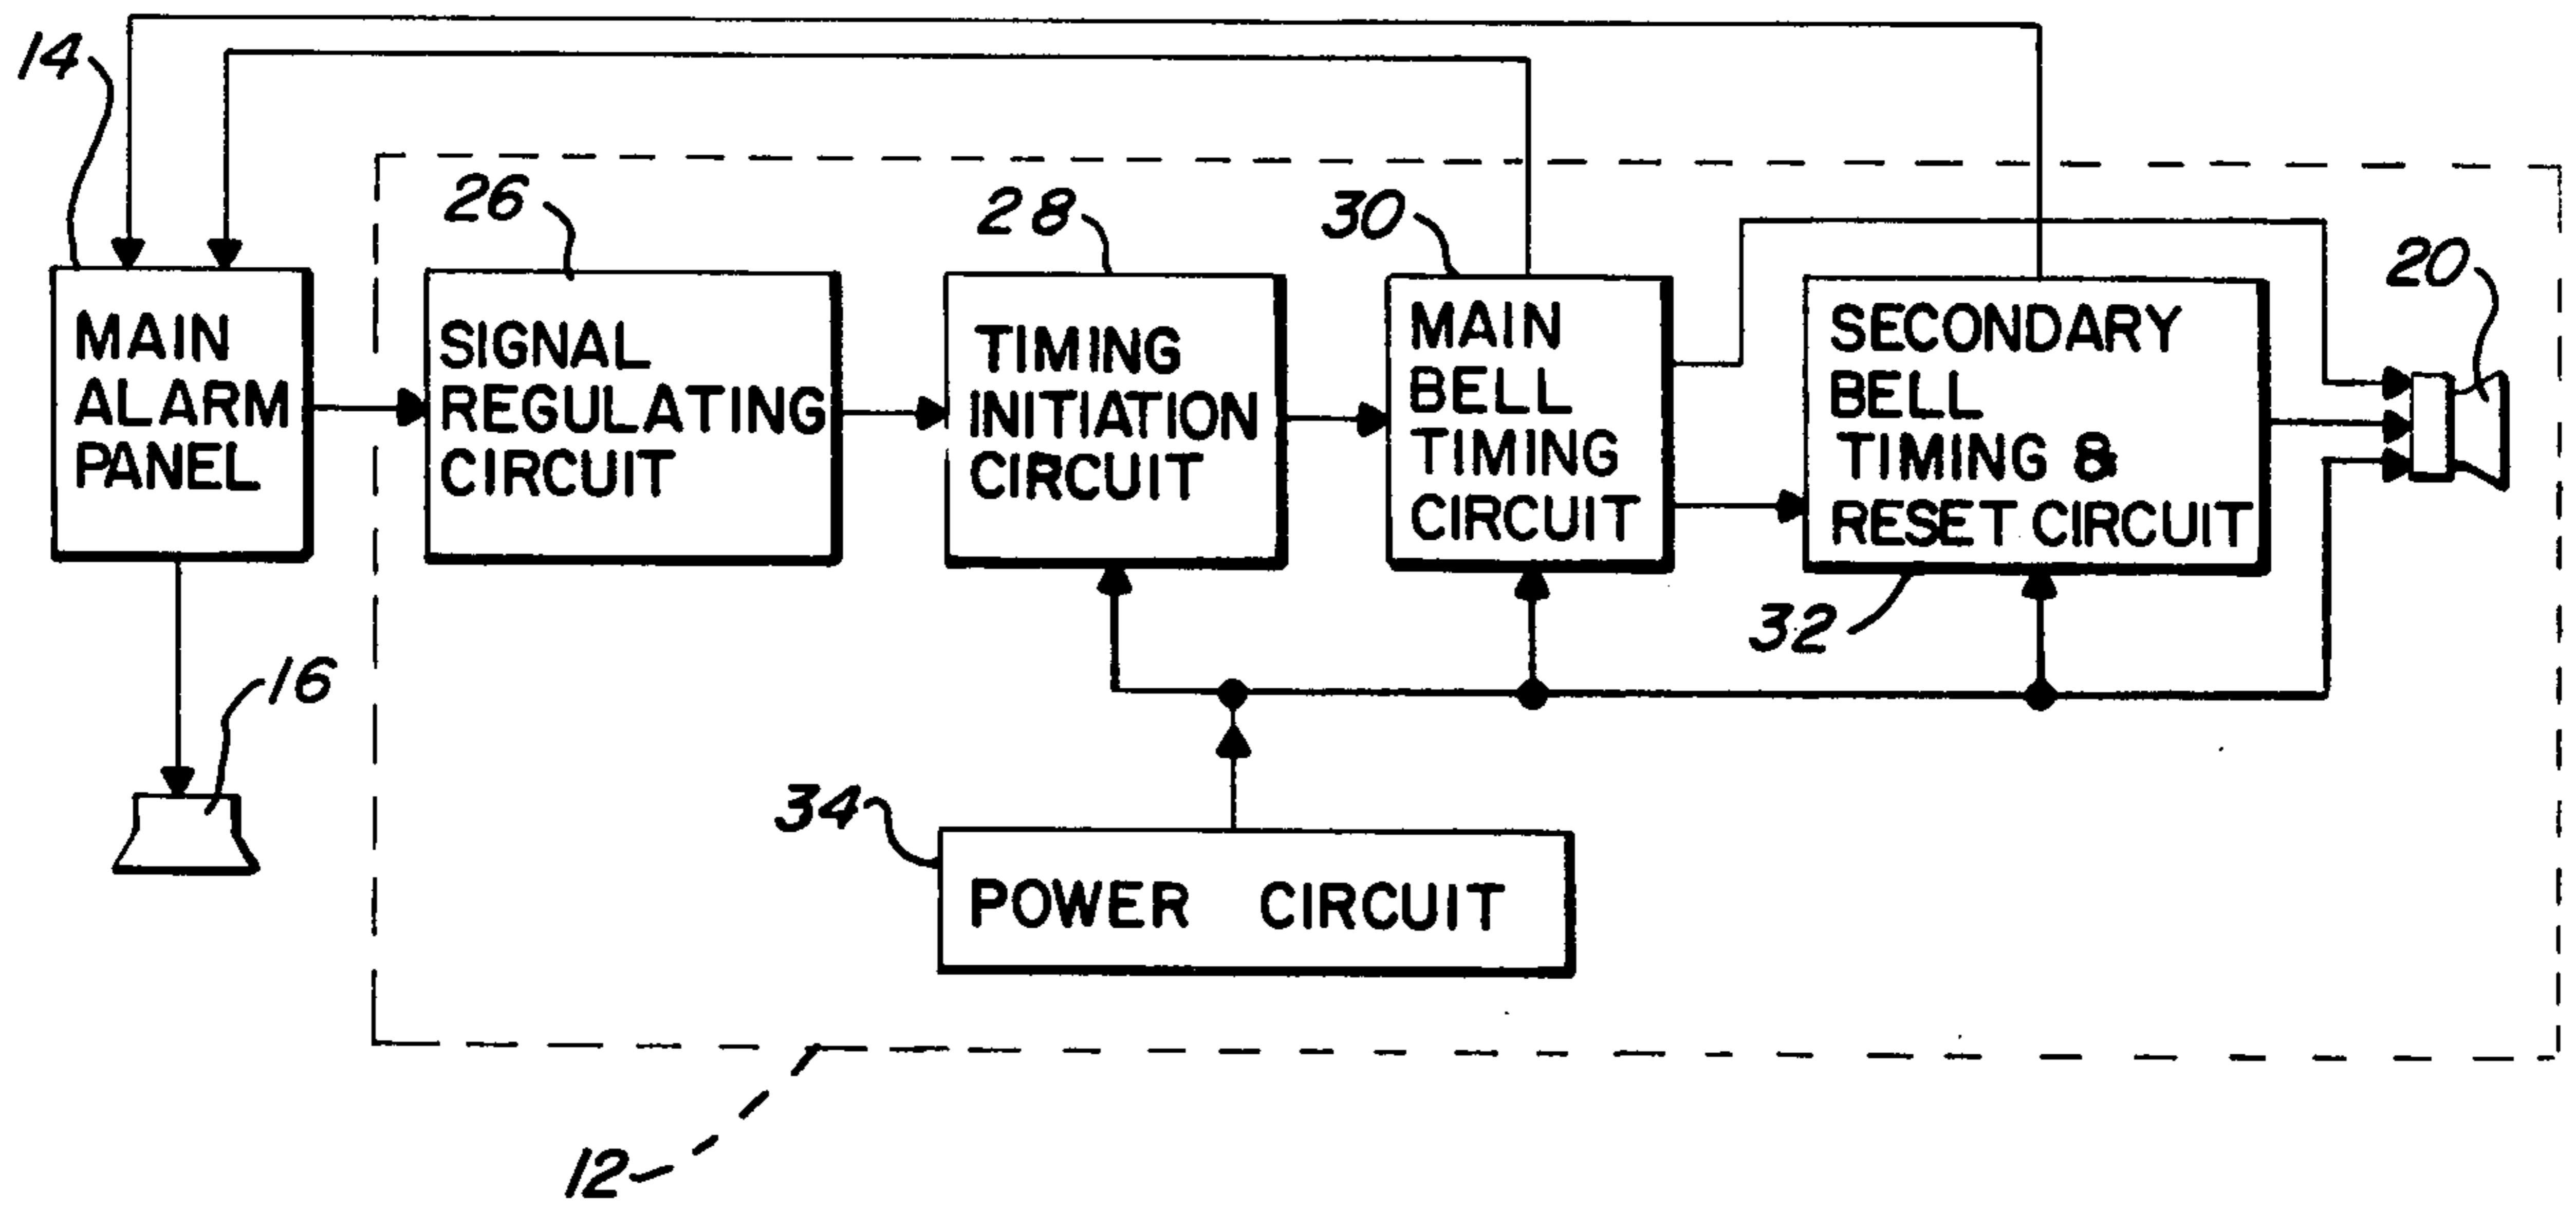 14
26
28
30
20
MAIN
ALARM
PANEL
SIGNAL
REGULATING
CIRCUIT
TIMING
INITIATION
CIRCUIT
MAIN
BELL
TIMING
CIRCUIT
SECONDARY
BELL
TIMING &
RESET CIRCUIT
32
16
34
POWER CIRCUIT
12